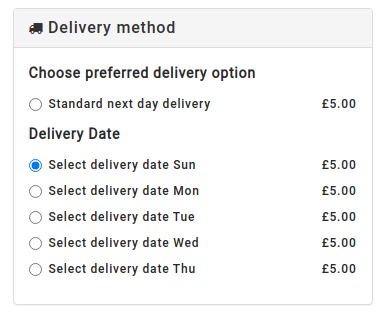 Delivery method
Choose preferred delivery option
Standard next day delivery £5.00
Delivery Date
Select delivery date Sun £5.00
Select delivery date Mon £5.00
Select delivery date Tue £5.00
Select delivery date Wed £5.00
Select delivery date Thu £5.00